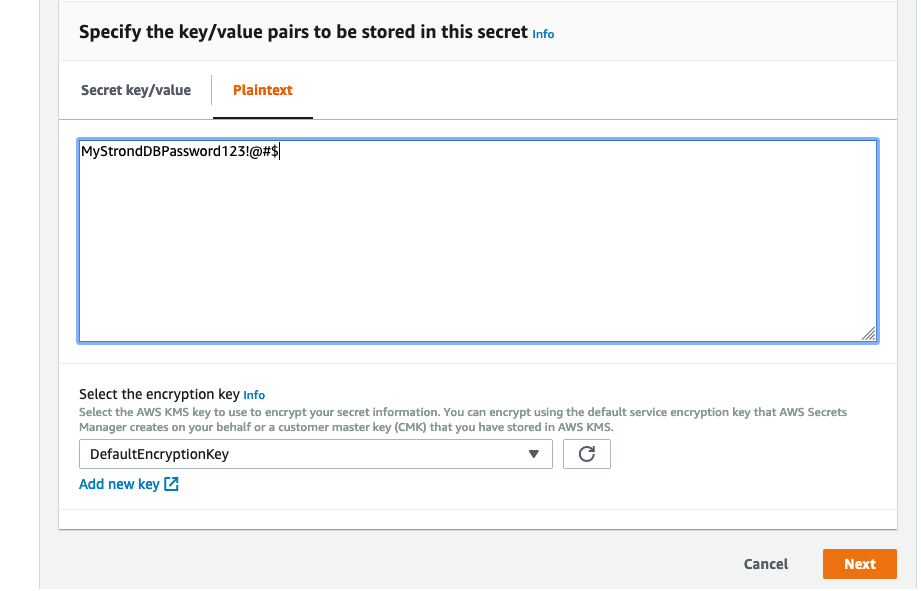 Specify the key/value pairs to be stored in this secret Info
Secret key/value Plaintext
MyStrondDBPassword123!@#$
Select the encryption key Info
Select the AWS KMS key to use to encrypt your secret information. You can encrypt using the default service encryption key that AWS Secrets
Manager creates on your behalf or a customer master key (CMK) that you have stored in AWS KMS.
DefaultEncryptionKey
Add new key
Cancel Next